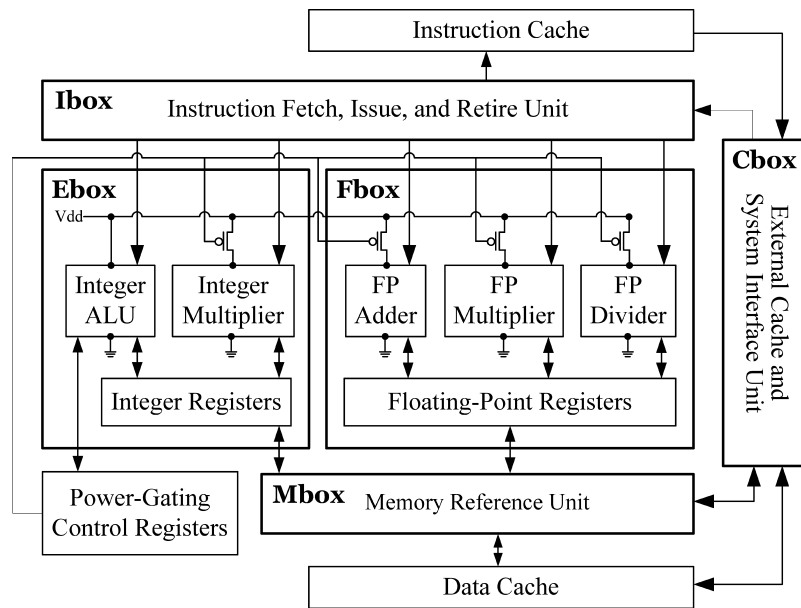 Instruction Cache
Ibox
Instruction Fetch, Issue, and Retire Unit
Cbox
External Cache and
System Interface Unit
Ebox
Fbox
Vdd
Integer
ALU
Integer
Multiplier
FP
Adder
FP
Multiplier
FP
Divider
Integer Registers
Floating-Point Registers
Power-Gating
Control Registers
Mbox
Memory Reference Unit
Data Cache